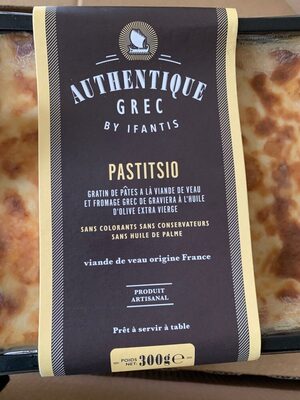 AUTHENTIQUE
GREC
BY IFANTIS
PASTITSIO
GRATIN DE PÂTES A LÀ VIANDE DE VEAU
ET FROMAGE GREC DE GRAVIERA À L'HUILE
D'OLIVE EXTRA VIERGE
SANS COLORANTS SANS CONSERVATEURS
SANS HUILE DE PALME
viande de veau origine France
PRODUIT
ARTISANAL
Prêt à servir à table
POIDS
NET: 300g℮